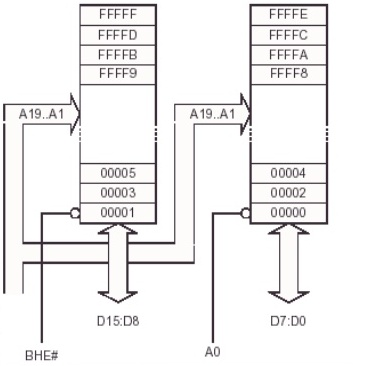 FFFFF FFFFE
FFFFD FFFFC
FFFFB FFFFA
FFFF9 FFFF8
A19..A1 A19..A1
00005 00004
00003 00002
00001 00000
D15:D8 D7:D0
BHE# A0